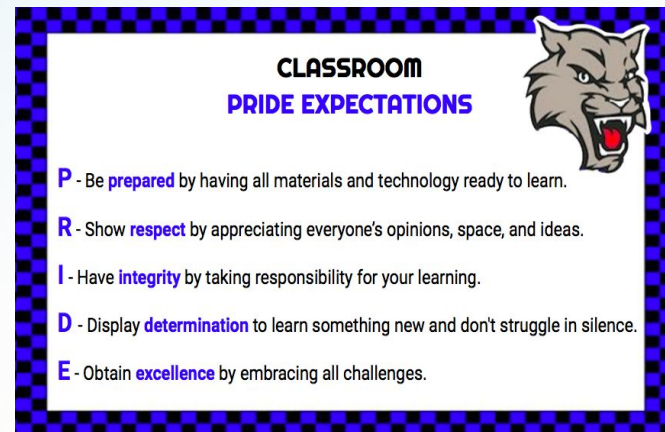 CLASSROOM
PRIDE EXPECTATIONS
P - Be prepared by having all materials and technology ready to learn.
R - Show respect by appreciating everyone's opinions, space, and ideas.
I - Have integrity by taking responsibility for your learning.
D - Display determination to learn something new and don't struggle in silence.
E - Obtain excellence by embracing all challenges.